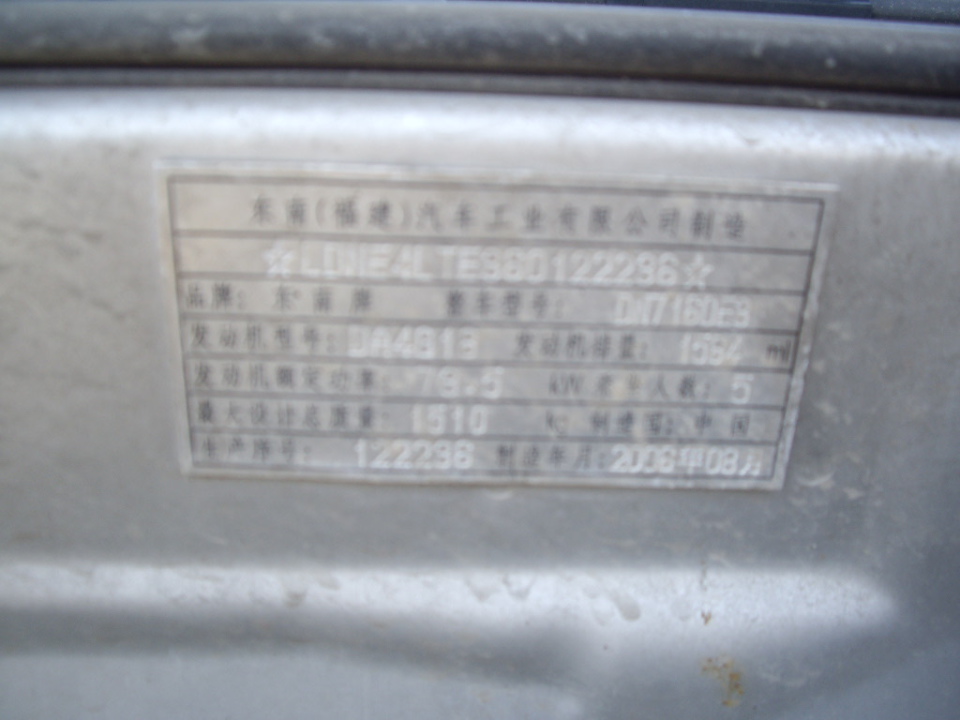 东南(福建)汽车工业有限公司制造
☆LDNE4LTE960122296☆
品牌: 东南牌 整车型号: DN7160E3
发动机型号: DA4G18 发动机排量: 1584 ml
发动机额定功率: 78.5 kW 乘坐人数: 5
最大设计总质量: 1510 kg 制造国: 中国
生产序号: 122296 制造年月: 2006年08月